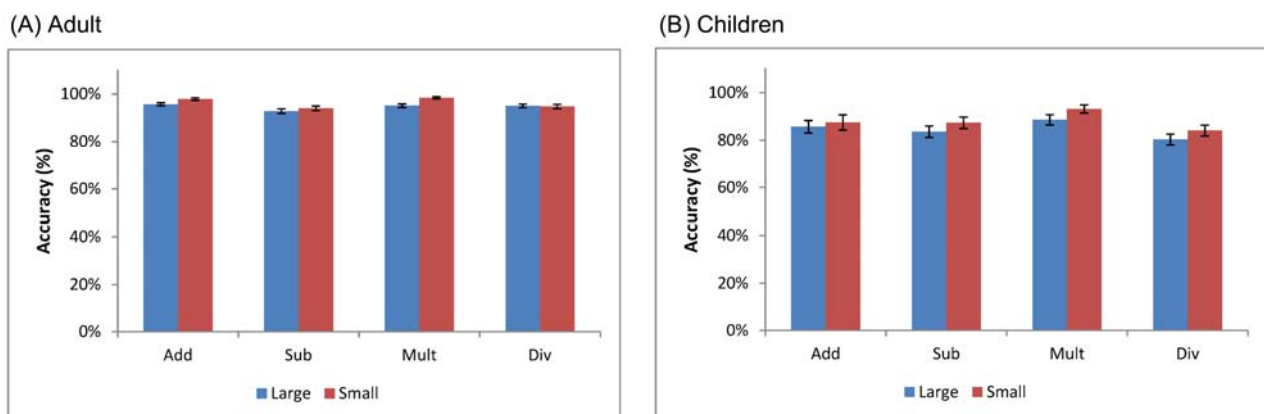 (A) Adult
Accuracy (%)
100%
80%
60%
40%
20%
0%
Add Sub Mult Div
Large Small
(B) Children
Accuracy (%)
100%
80%
60%
40%
20%
0%
Add Sub Mult Div
Large Small